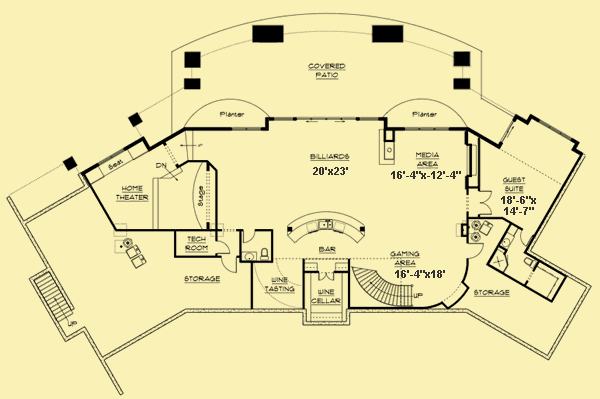 COVERED
PATIO
Planter
Planter
Seat
DN
BILLIARDS
20'x23'
MEDIA
AREA
16'-4"x-12'-4"
HOME
THEATER
Stage
GUEST
SUITE
18'-6"x
14'-7"
TECH
ROOM
BAR
GAMING
AREA
16'-4"x18'
STORAGE
WINE
TASTING
WINE
CELLAR
UP
STORAGE
UP